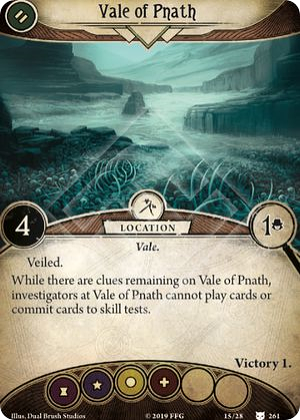 Vale of Pnath
4
LOCATION
1
Vale.
Veiled.
While there are clues remaining on Vale of Pnath,
investigators at Vale of Pnath cannot play cards or
commit cards to skill tests.
Victory 1.
Illus. Dual Brush Studios
© 2019 FFG
15/28
261